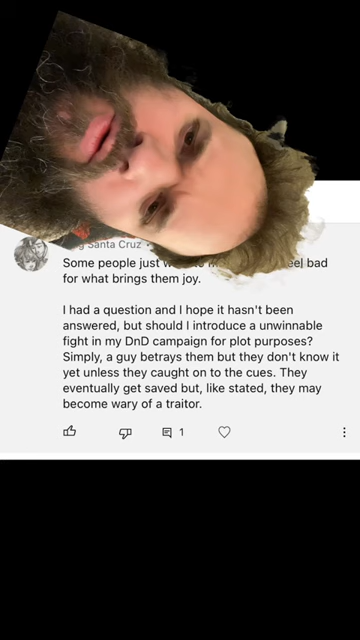 Santa Cruz
Some people just
for what brings them joy.
I had a question and I hope it hasn't been
answered, but should I introduce a unwinnable
fight in my DnD campaign for plot purposes?
Simply, a guy betrays them but they don't know it
yet unless they caught on to the cues. They
eventually get saved but, like stated, they may
become wary of a traitor.
1